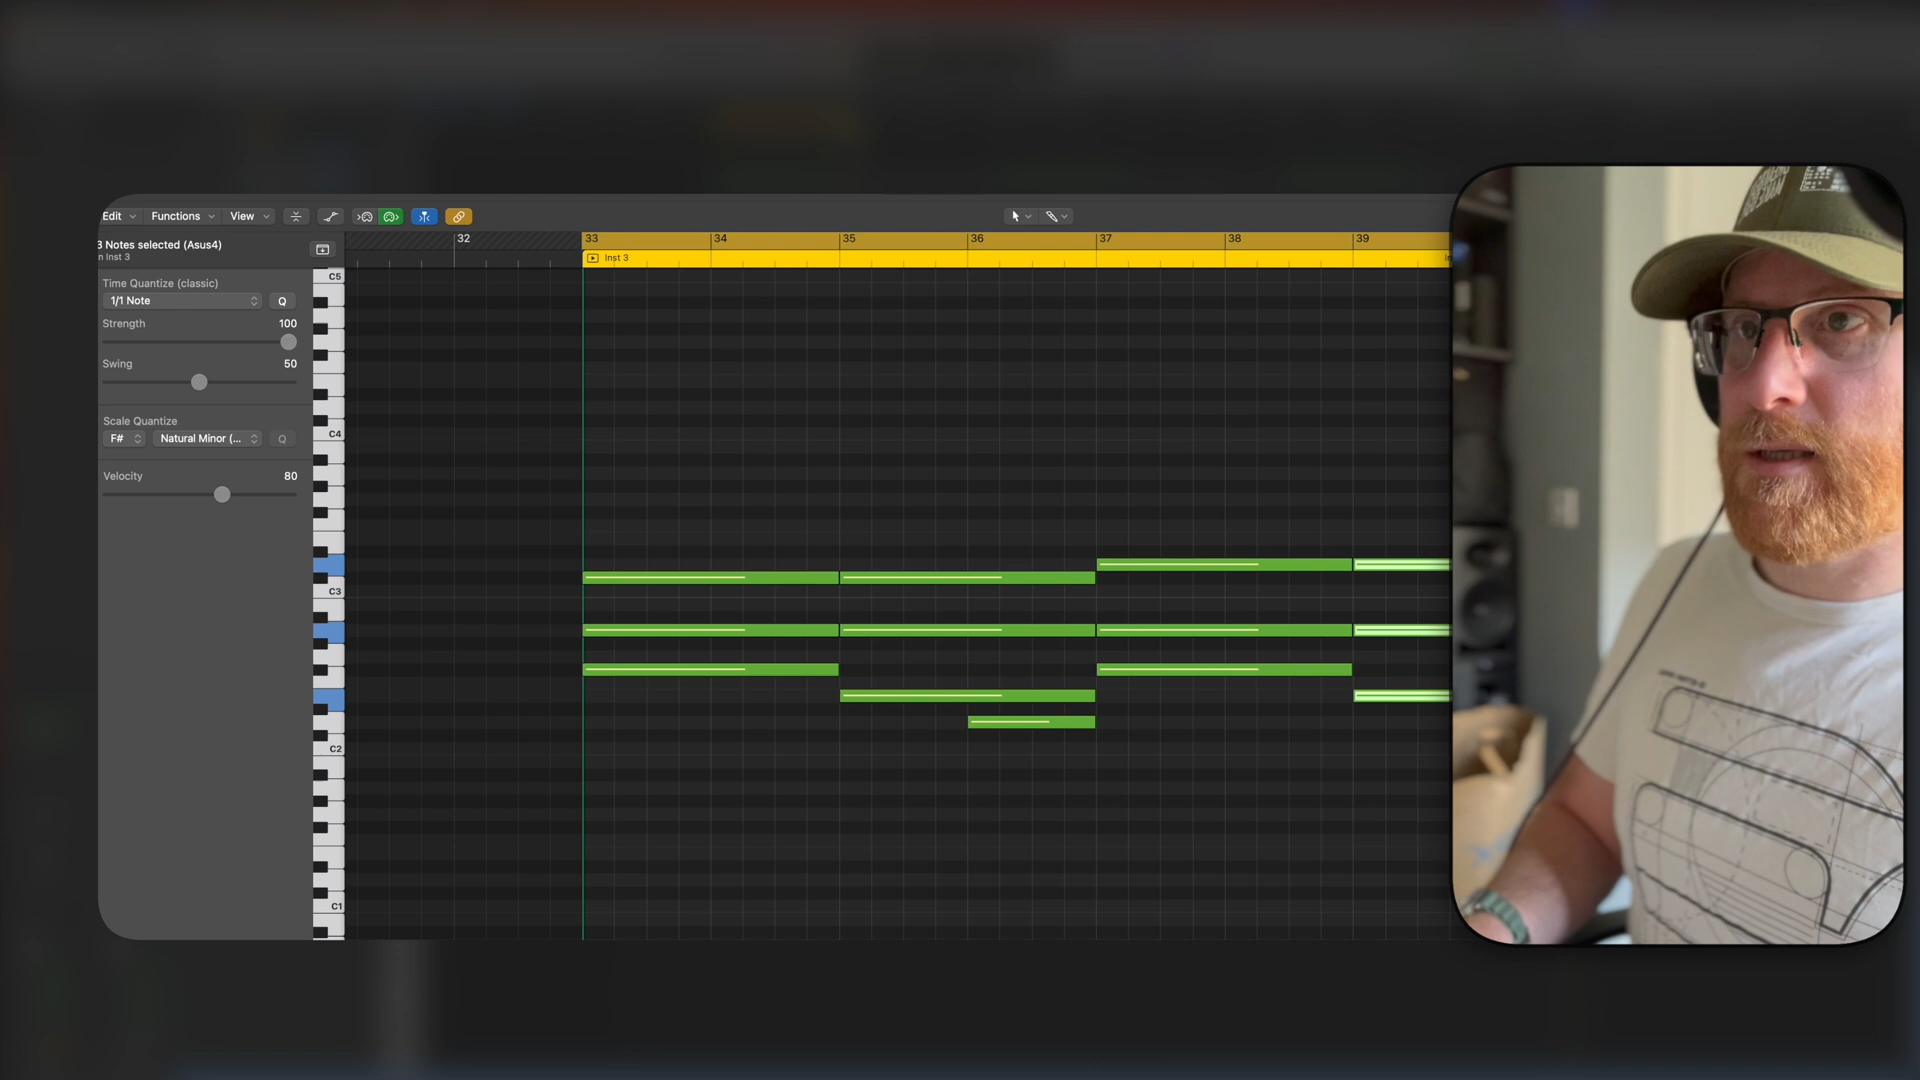 Edit
Functions
View
3 Notes selected (Asus4)
n Inst 3
32
33
34
35
36
37
38
39
Inst 3
In
Time Quantize (classic)
1/1 Note
Q
Strength
100
Swing
50
Scale Quantize
F#
Natural Minor (...
Q
Velocity
80
C5
C4
C3
C2
C1